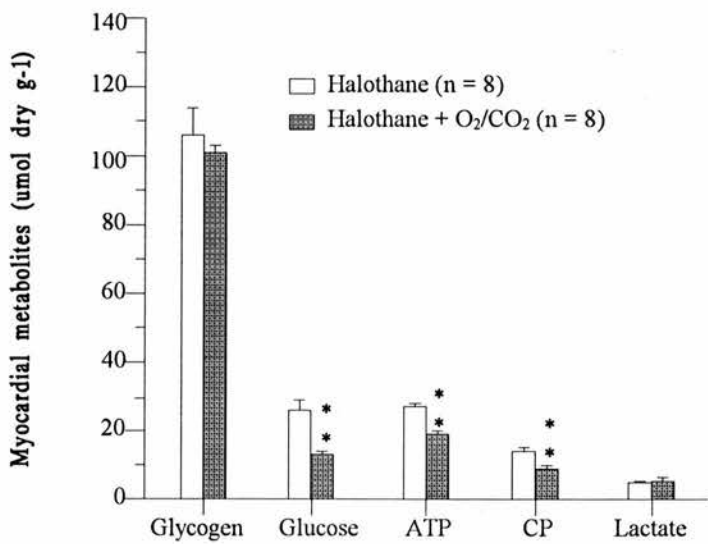 Myocardial metabolites (umol dry g-1)
140
120
100
80
60
40
20
0
Halothane (n = 8)
Halothane + O₂/CO₂ (n = 8)
* * *
* * *
Glycogen Glucose ATP CP Lactate